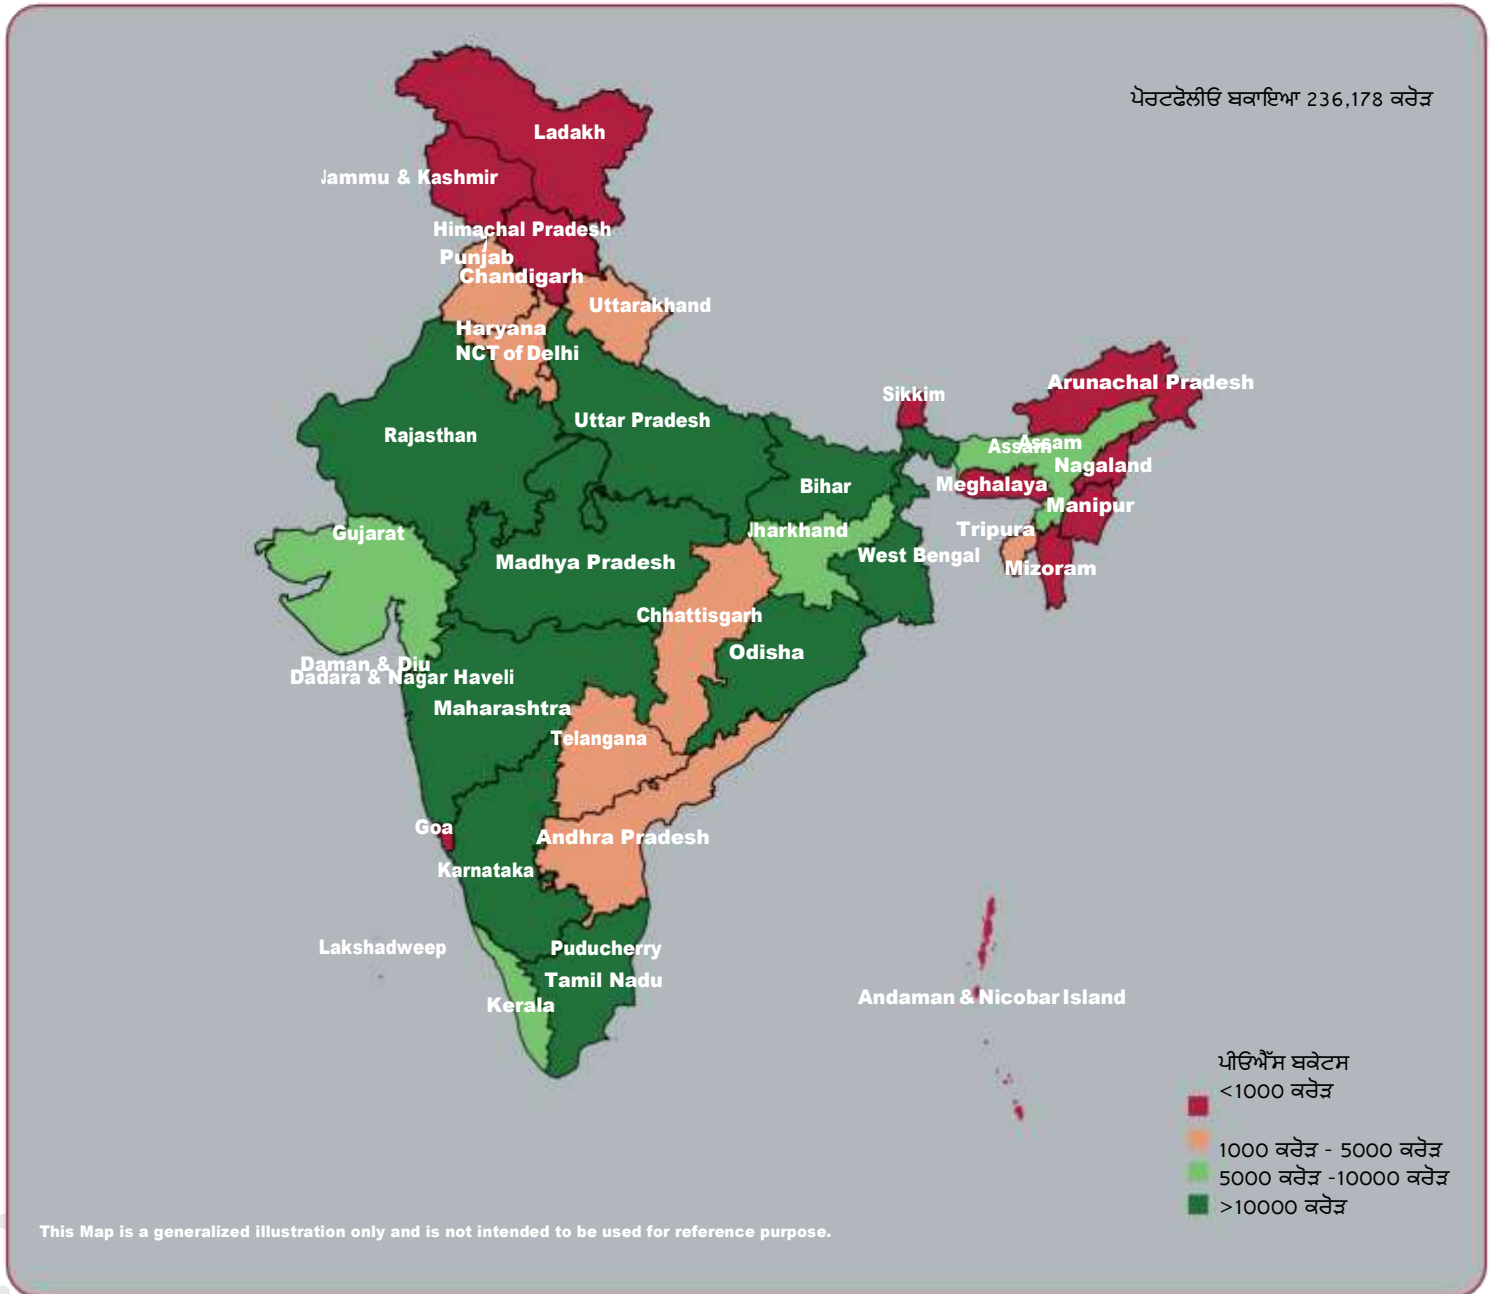 ਪੋਰਟਫੋਲੀਓ ਬਕਾਇਆ 236,178 ਕਰੋੜ
Ladakh
Jammu & Kashmir
Himachal Pradesh
Punjab
Chandigarh
Uttarakhand
Haryana
NCT of Delhi
Arunachal Pradesh
Sikkim
Uttar Pradesh
Rajasthan
Assam
Assam
Nagaland
Bihar
Meghalaya
Manipur
Gujarat
Jharkhand
Tripura
West Bengal
Madhya Pradesh
Mizoram
Chhattisgarh
Odisha
Daman & Diu
Dadara & Nagar Haveli
Maharashtra
Telangana
Goa
Andhra Pradesh
Karnataka
Lakshadweep
Puducherry
Tamil Nadu
Andaman & Nicobar Island
Kerala
ਪੀਓਐੱਸ ਬਕੇਟਸ
<1000 ਕਰੋੜ
1000 ਕਰੋੜ - 5000 ਕਰੋੜ
5000 ਕਰੋੜ -10000 ਕਰੋੜ
>10000 ਕਰੋੜ
This Map is a generalized illustration only and is not intended to be used for reference purpose.